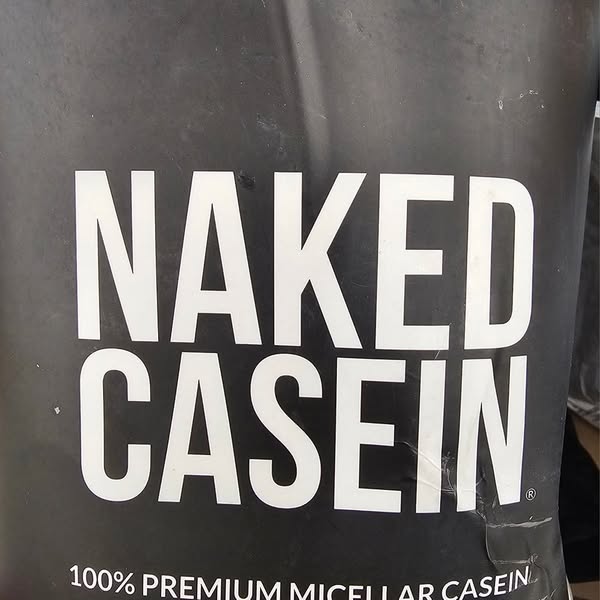 NAKED
CASEIN®
100% PREMIUM MICELLAR CASEIN